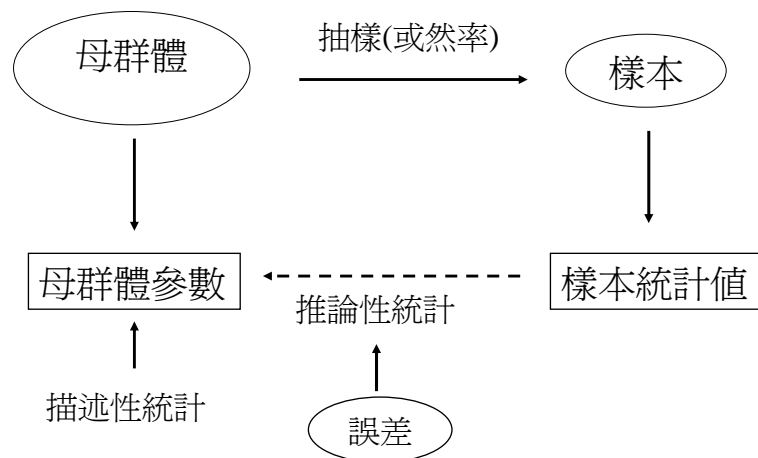 母群體
抽樣(或然率)
樣本
母群體參數
樣本統計值
推論性統計
描述性統計
誤差